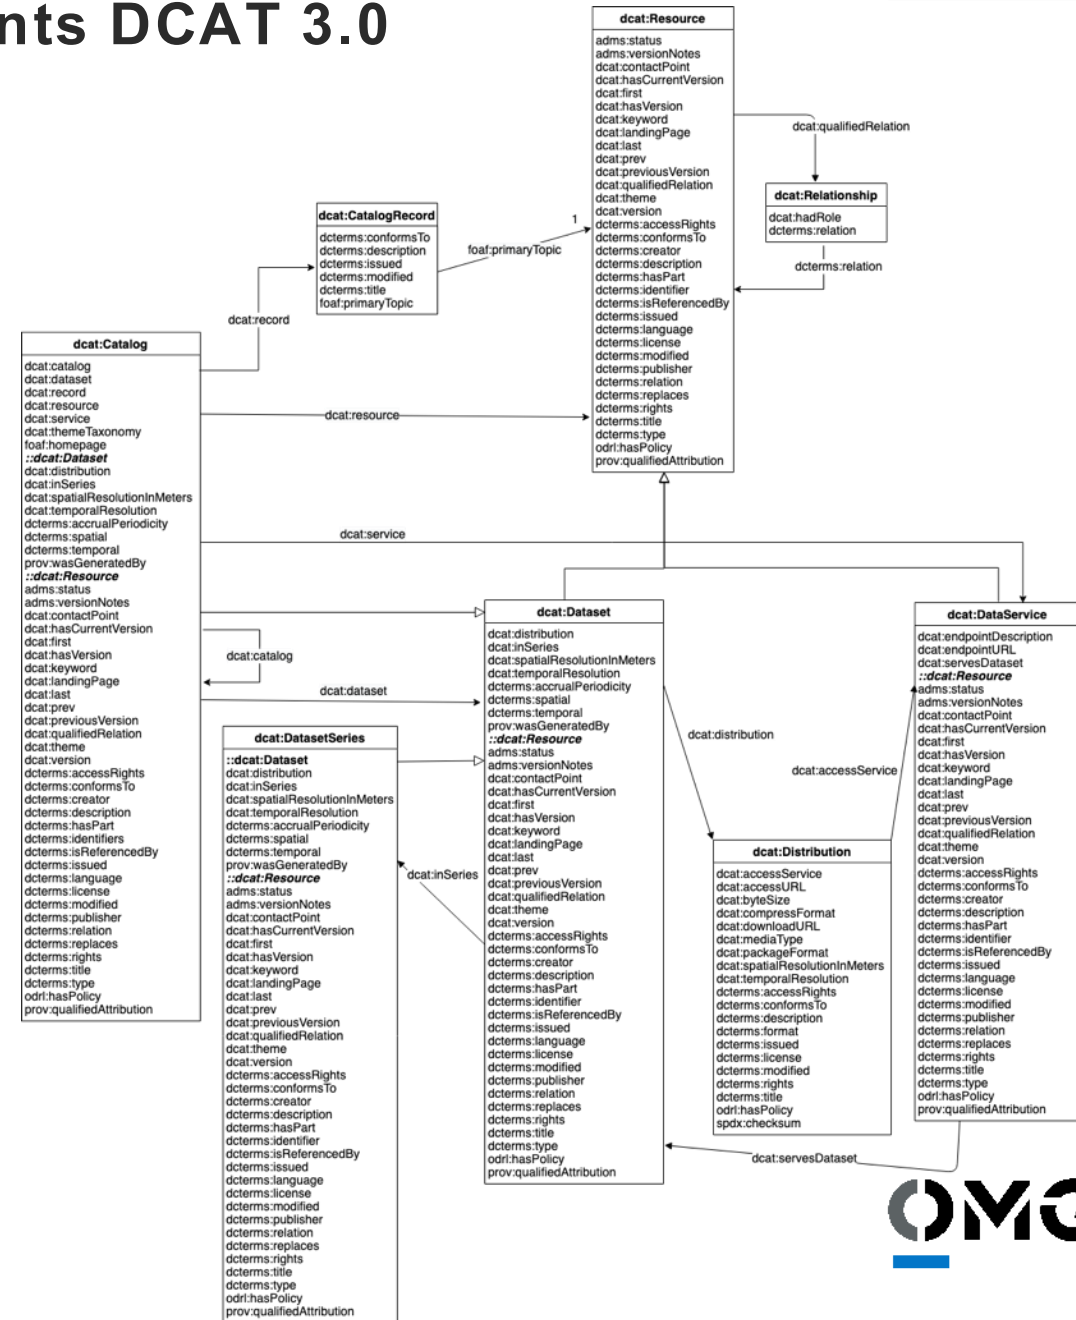 nts DCAT 3.0
dcat:Resource
adms:status
adms:versionNotes
dcat:contactPoint
dcat:hasCurrentVersion
dcat:first
dcat:hasVersion
dcat:keyword
dcat:landingPage
dcat:last
dcat:prev
dcat:previousVersion
dcat:qualifiedRelation
dcat:theme
dcat:version
dcterms:accessRights
dcterms:conformsTo
dcterms:creator
dcterms:description
dcterms:hasPart
dcterms:identifier
dcterms:isReferencedBy
dcterms:issued
dcterms:language
dcterms:license
dcterms:modified
dcterms:publisher
dcterms:relation
dcterms:replaces
dcterms:rights
dcterms:title
dcterms:type
odrl:hasPolicy
prov:qualifiedAttribution
dcat:qualifiedRelation
dcat:Relationship
dcat:hadRole
dcterms:relation
dcterms:relation
dcat:CatalogRecord
dcterms:conformsTo
dcterms:description
dcterms:issued
dcterms:modified
dcterms:title
foaf:primaryTopic
1
foaf:primaryTopic
dcat:record
dcat:Catalog
dcat:catalog
dcat:dataset
dcat:record
dcat:resource
dcat:service
dcat:themeTaxonomy
foaf:homepage
::dcat:Dataset
dcat:distribution
dcat:inSeries
dcat:spatialResolutionInMeters
dcat:temporalResolution
dcterms:accrualPeriodicity
dcterms:spatial
dcterms:temporal
prov:wasGeneratedBy
::dcat:Resource
adms:status
adms:versionNotes
dcat:contactPoint
dcat:hasCurrentVersion
dcat:first
dcat:hasVersion
dcat:keyword
dcat:landingPage
dcat:last
dcat:prev
dcat:previousVersion
dcat:qualifiedRelation
dcat:theme
dcat:version
dcterms:accessRights
dcterms:conformsTo
dcterms:creator
dcterms:description
dcterms:hasPart
dcterms:identifiers
dcterms:isReferencedBy
dcterms:issued
dcterms:language
dcterms:license
dcterms:modified
dcterms:publisher
dcterms:relation
dcterms:replaces
dcterms:rights
dcterms:title
dcterms:type
odrl:hasPolicy
prov:qualifiedAttribution
dcat:resource
dcat:service
dcat:catalog
dcat:dataset
dcat:DatasetSeries
::dcat:Dataset
dcat:distribution
dcat:inSeries
dcat:spatialResolutionInMeters
dcat:temporalResolution
dcterms:accrualPeriodicity
dcterms:spatial
dcterms:temporal
prov:wasGeneratedBy
::dcat:Resource
adms:status
adms:versionNotes
dcat:contactPoint
dcat:hasCurrentVersion
dcat:first
dcat:hasVersion
dcat:keyword
dcat:landingPage
dcat:last
dcat:prev
dcat:previousVersion
dcat:qualifiedRelation
dcat:theme
dcat:version
dcterms:accessRights
dcterms:conformsTo
dcterms:creator
dcterms:description
dcterms:hasPart
dcterms:identifier
dcterms:isReferencedBy
dcterms:issued
dcterms:language
dcterms:license
dcterms:modified
dcterms:publisher
dcterms:relation
dcterms:replaces
dcterms:rights
dcterms:title
dcterms:type
odrl:hasPolicy
prov:qualifiedAttribution
dcat:inSeries
dcat:Dataset
dcat:distribution
dcat:inSeries
dcat:spatialResolutionInMeters
dcat:temporalResolution
dcterms:accrualPeriodicity
dcterms:spatial
dcterms:temporal
prov:wasGeneratedBy
::dcat:Resource
adms:status
adms:versionNotes
dcat:contactPoint
dcat:hasCurrentVersion
dcat:first
dcat:hasVersion
dcat:keyword
dcat:landingPage
dcat:last
dcat:prev
dcat:previousVersion
dcat:qualifiedRelation
dcat:theme
dcat:version
dcterms:accessRights
dcterms:conformsTo
dcterms:creator
dcterms:description
dcterms:hasPart
dcterms:identifier
dcterms:isReferencedBy
dcterms:issued
dcterms:language
dcterms:license
dcterms:modified
dcterms:publisher
dcterms:relation
dcterms:replaces
dcterms:rights
dcterms:title
dcterms:type
odrl:hasPolicy
prov:qualifiedAttribution
dcat:distribution
dcat:accessService
dcat:Distribution
dcat:accessService
dcat:accessURL
dcat:byteSize
dcat:compressFormat
dcat:downloadURL
dcat:mediaType
dcat:packageFormat
dcat:spatialResolutionInMeters
dcat:temporalResolution
dcterms:accessRights
dcterms:conformsTo
dcterms:description
dcterms:format
dcterms:issued
dcterms:license
dcterms:modified
dcterms:rights
dcterms:title
odrl:hasPolicy
spdx:checksum
dcat:DataService
dcat:endpointDescription
dcat:endpointURL
dcat:servesDataset
::dcat:Resource
adms:status
adms:versionNotes
dcat:contactPoint
dcat:hasCurrentVersion
dcat:first
dcat:hasVersion
dcat:keyword
dcat:landingPage
dcat:last
dcat:prev
dcat:previousVersion
dcat:qualifiedRelation
dcat:theme
dcat:version
dcterms:accessRights
dcterms:conformsTo
dcterms:creator
dcterms:description
dcterms:hasPart
dcterms:identifier
dcterms:isReferencedBy
dcterms:issued
dcterms:language
dcterms:license
dcterms:modified
dcterms:publisher
dcterms:relation
dcterms:replaces
dcterms:rights
dcterms:title
dcterms:type
odrl:hasPolicy
prov:qualifiedAttribution
dcat:servesDataset
OMG